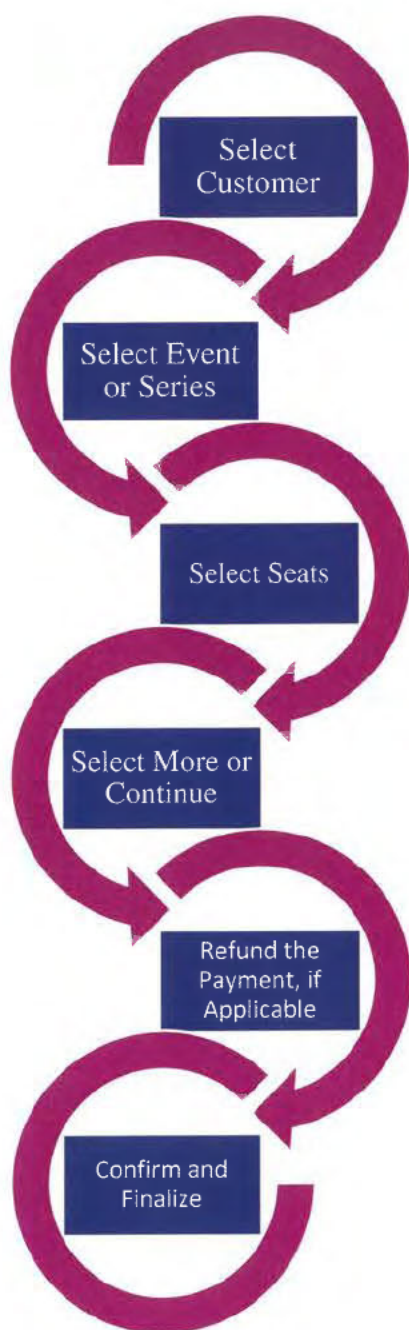 Select
Customer
Select Event
or Series
Select Seats
Select More or
Continue
Refund the
Payment, if
Applicable
Confirm and
Finalize